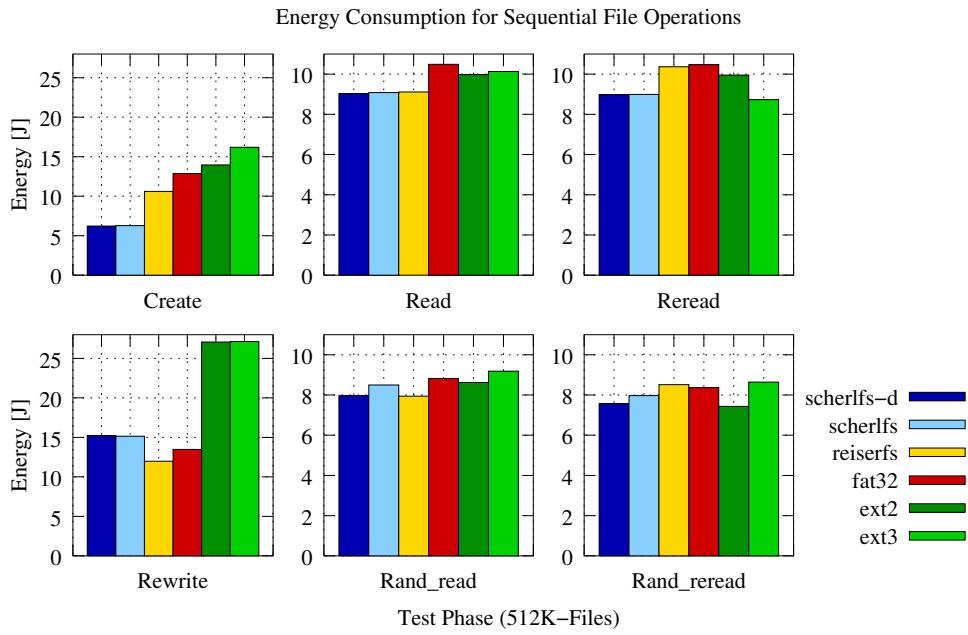 Energy Consumption for Sequential File Operations
Energy [J]
25
20
15
10
5
0
Create
10
8
6
4
2
0
Read
10
8
6
4
2
0
Reread
Energy [J]
25
20
15
10
5
0
Rewrite
10
8
6
4
2
0
Rand_read
10
8
6
4
2
0
Rand_reread
scherlfs-d
scherlfs
reiserfs
fat32
ext2
ext3
Test Phase (512K-Files)